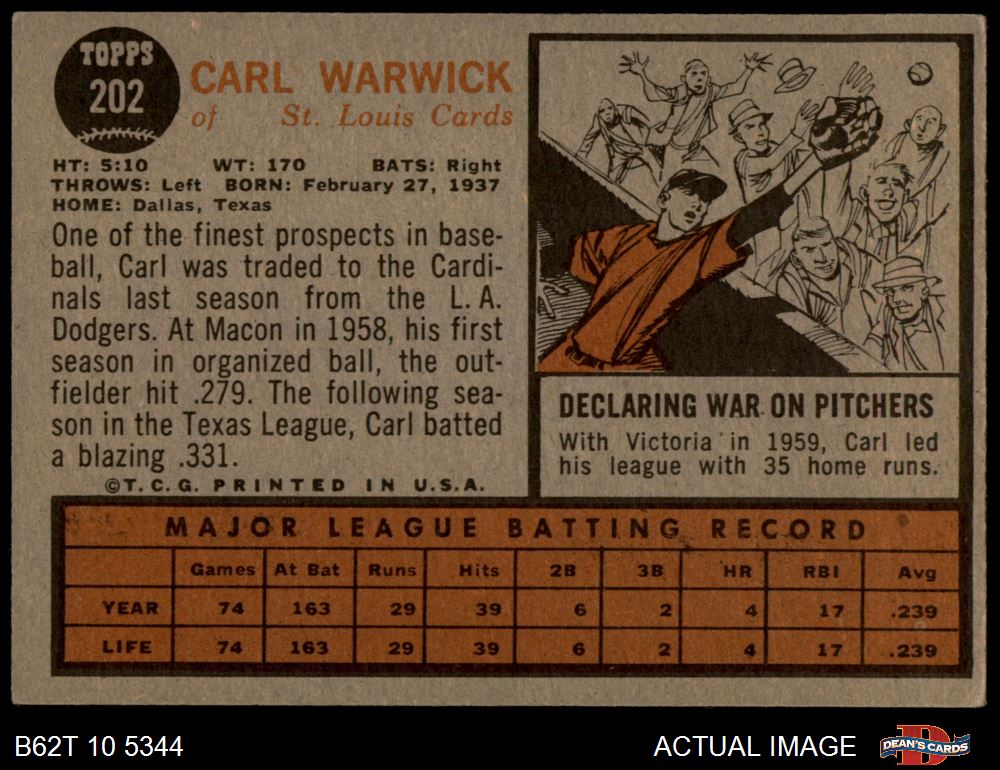 TOPPS
202
CARL WARWICK
of St. Louis Cards
HT: 5:10 WT: 170 BATS: Right
THROWS: Left BORN: February 27, 1937
HOME: Dallas, Texas
One of the finest prospects in base-
ball, Carl was traded to the Cardi-
nals last season from the L.A.
Dodgers. At Macon in 1958, his first
season in organized ball, the out-
fielder hit .279. The following sea-
son in the Texas League, Carl batted
a blazing .331.
©T.C.G. PRINTED IN U.S.A.
DECLARING WAR ON PITCHERS
With Victoria in 1959, Carl led
his league with 35 home runs.
MAJOR LEAGUE BATTING RECORD
Games At Bat Runs Hits 2B 3B HR RBI Avg
YEAR 74 163 29 39 6 2 4 17 .239
LIFE 74 163 29 39 6 2 4 17 .239
B62T 10 5344
ACTUAL IMAGE
D
DEAN'S CARDS